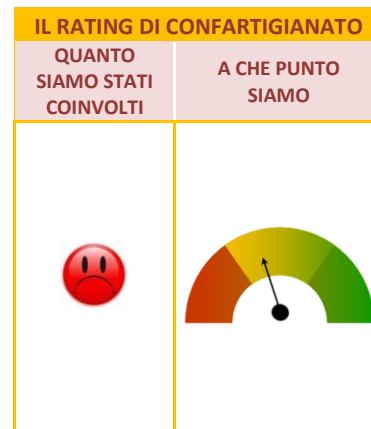 IL RATING DI CONFARTIGIANATO
QUANTO
SIAMO STATI
COINVOLTI
A CHE PUNTO
SIAMO